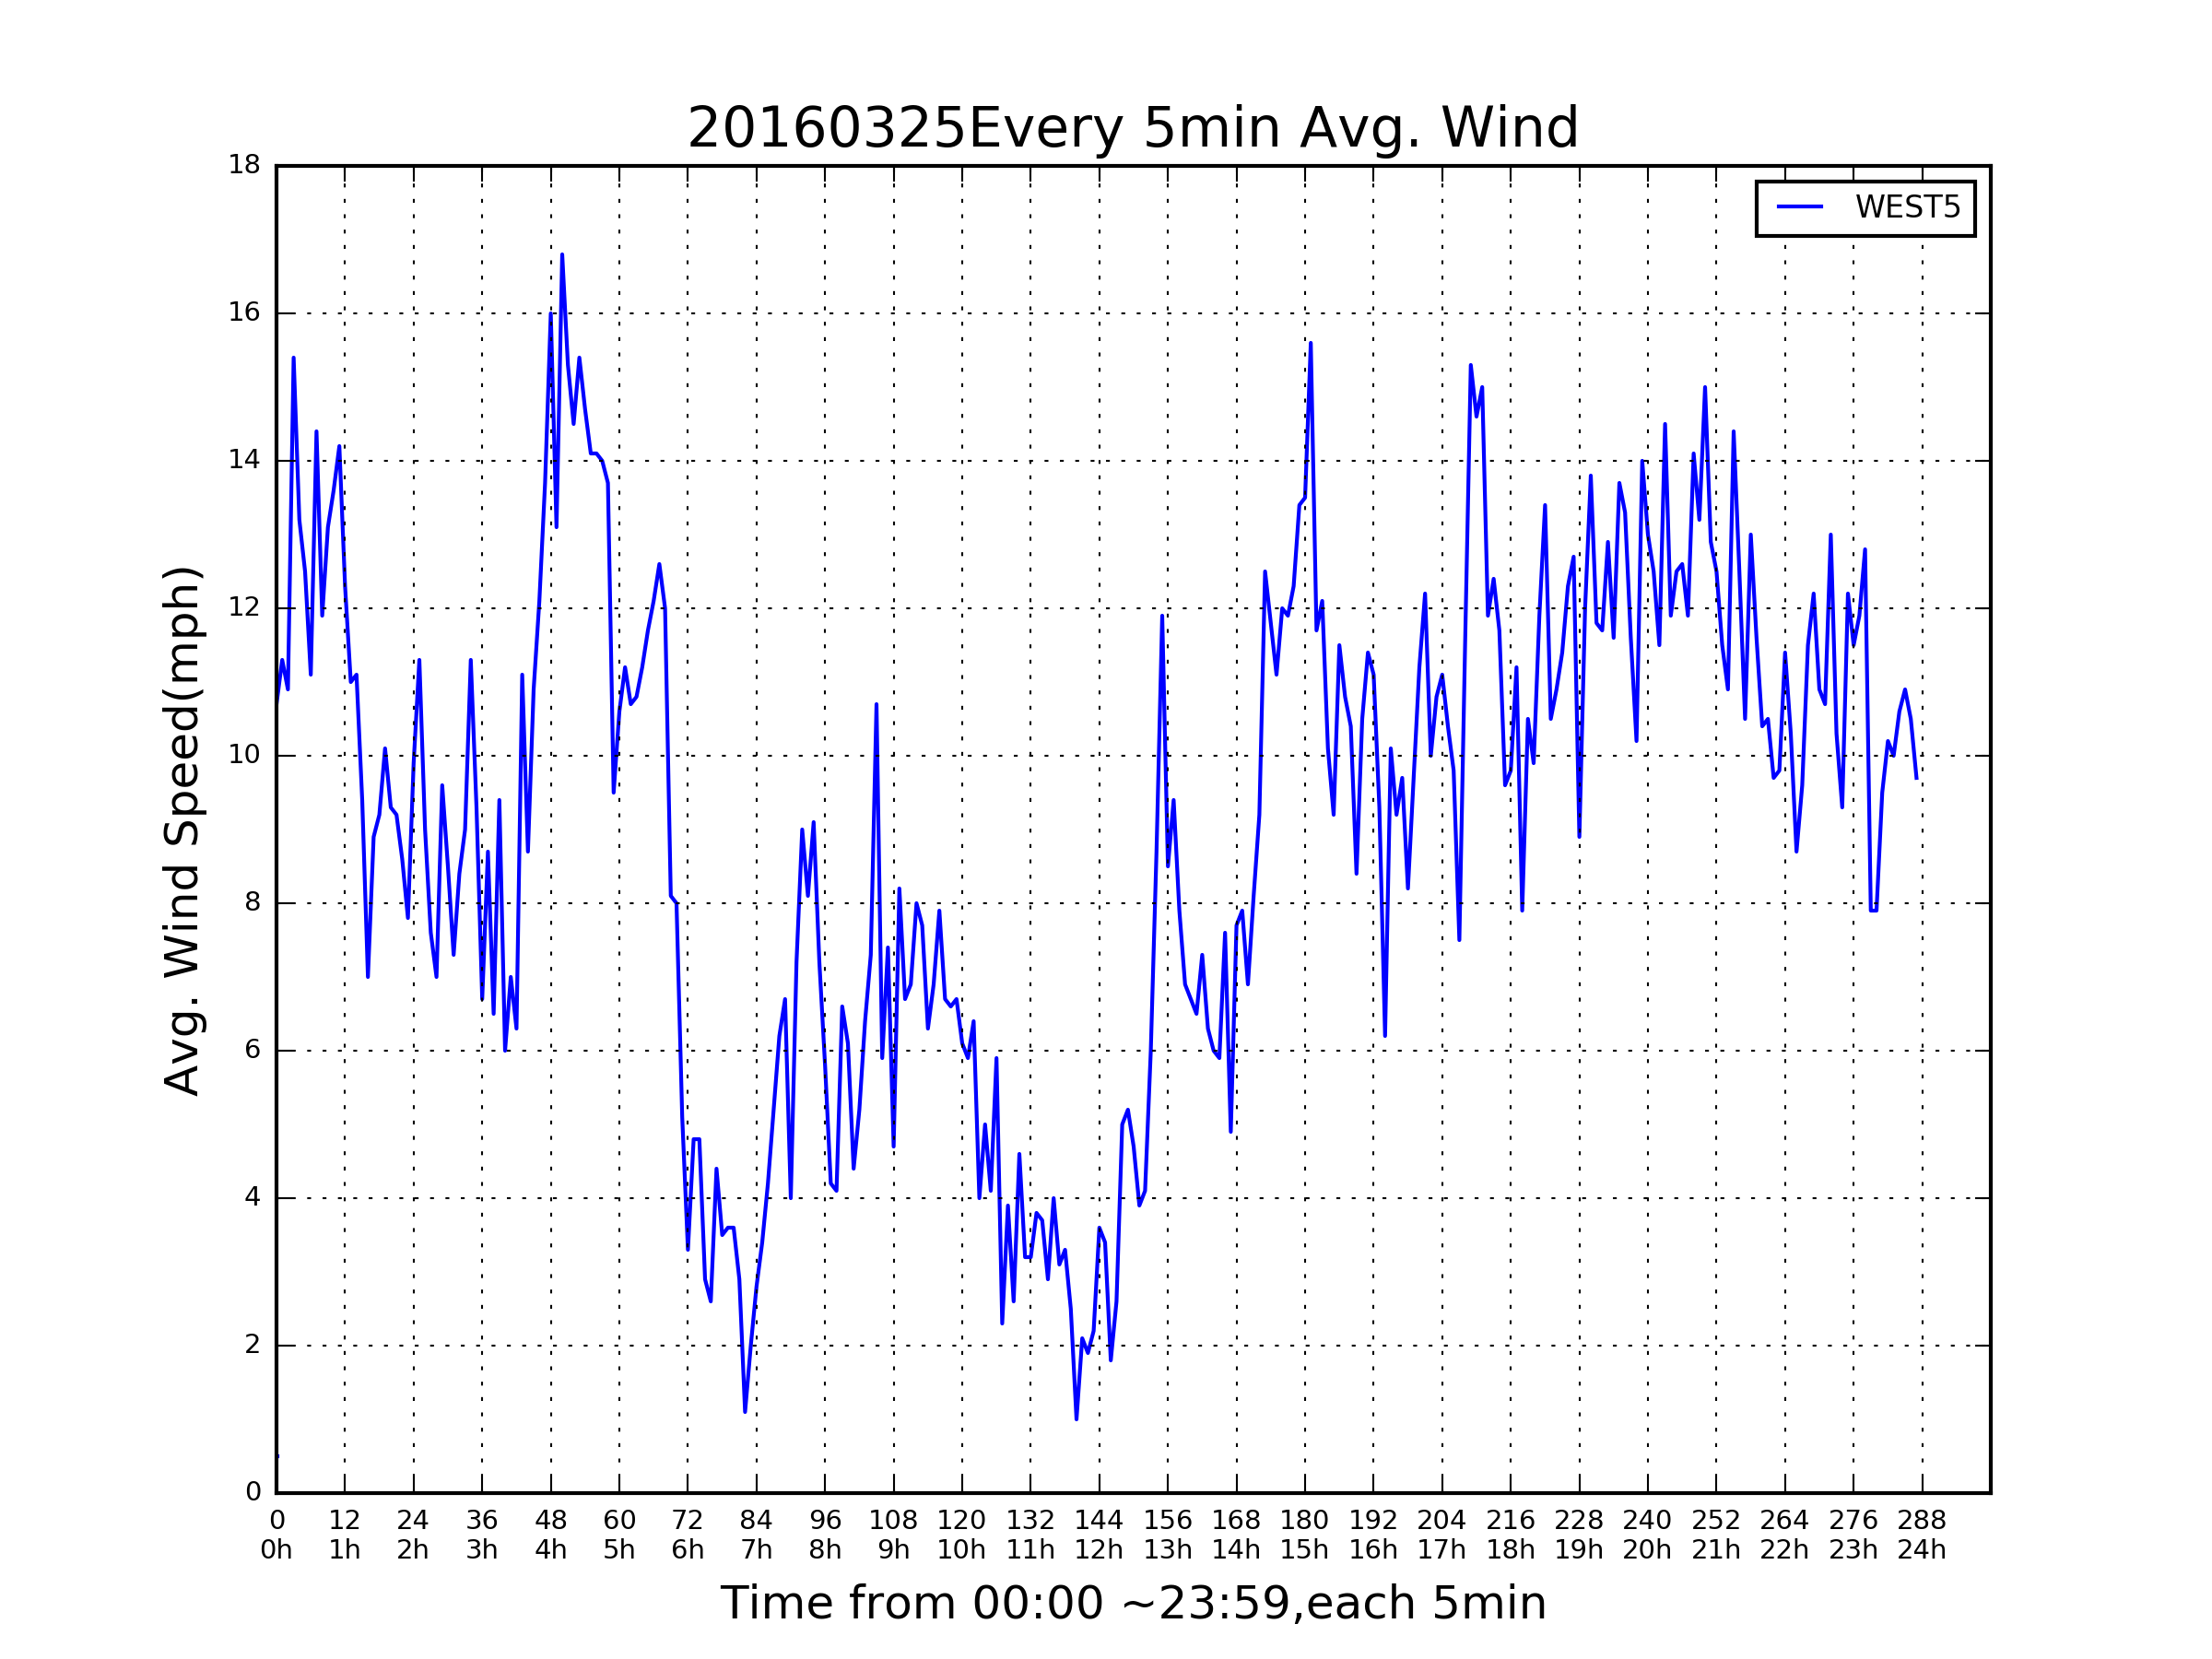 20160325Every 5min Avg. Wind
WEST5
Avg. Wind Speed(mph)
18
16
14
12
10
8
6
4
2
0
0 12 24 36 48 60 72 84 96 108 120 132 144 156 168 180 192 204 216 228 240 252 264 276 288
0h 1h 2h 3h 4h 5h 6h 7h 8h 9h 10h 11h 12h 13h 14h 15h 16h 17h 18h 19h 20h 21h 22h 23h 24h
Time from 00:00 ~23:59,each 5min